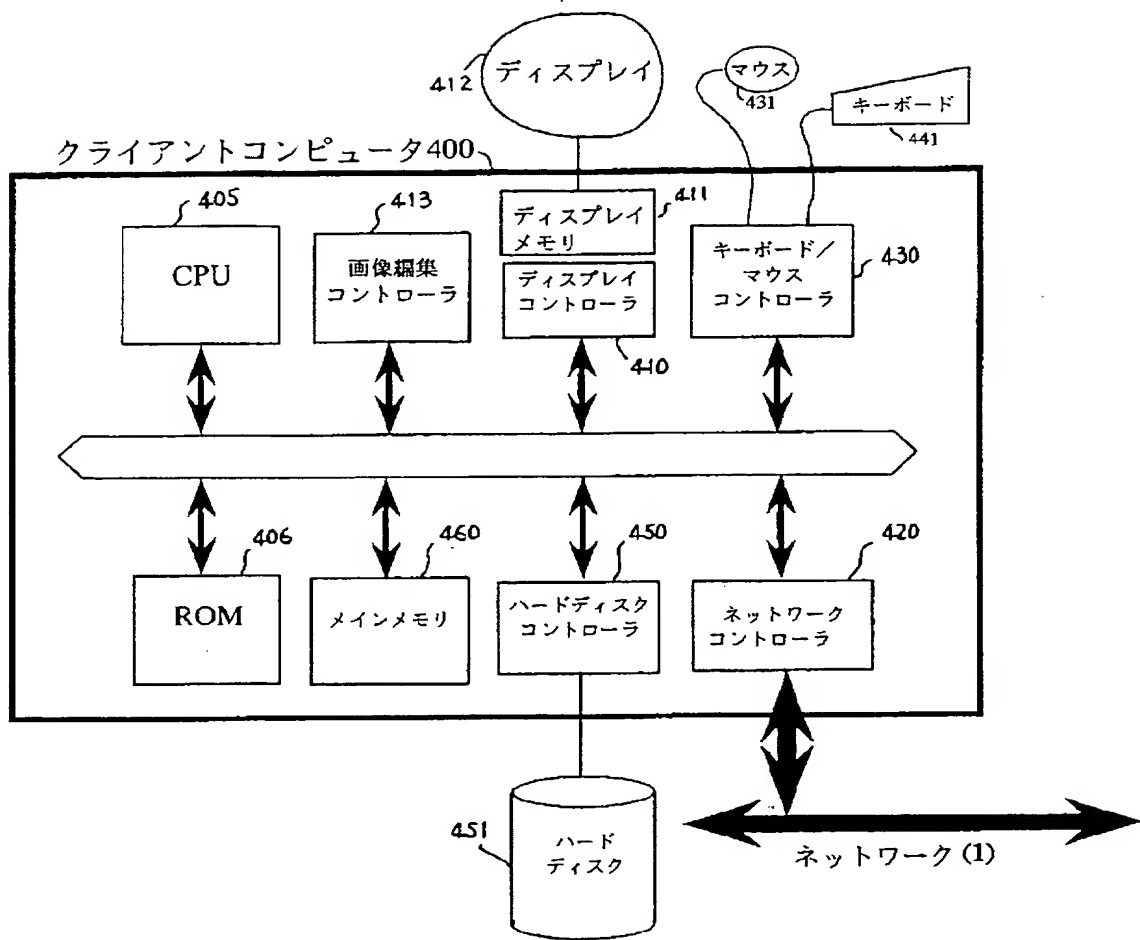 412
ディスプレイ
マウス
431
キーボード
441
クライアントコンピュータ400
405
CPU
413
画像編集
コントローラ
411
ディスプレイ
メモリ
ディスプレイ
コントローラ
410
キーボード/
マウス
コントローラ
430
406
ROM
460
メインメモリ
450
ハードディスク
コントローラ
420
ネットワーク
コントローラ
451
ハード
ディスク
ネットワーク(1)